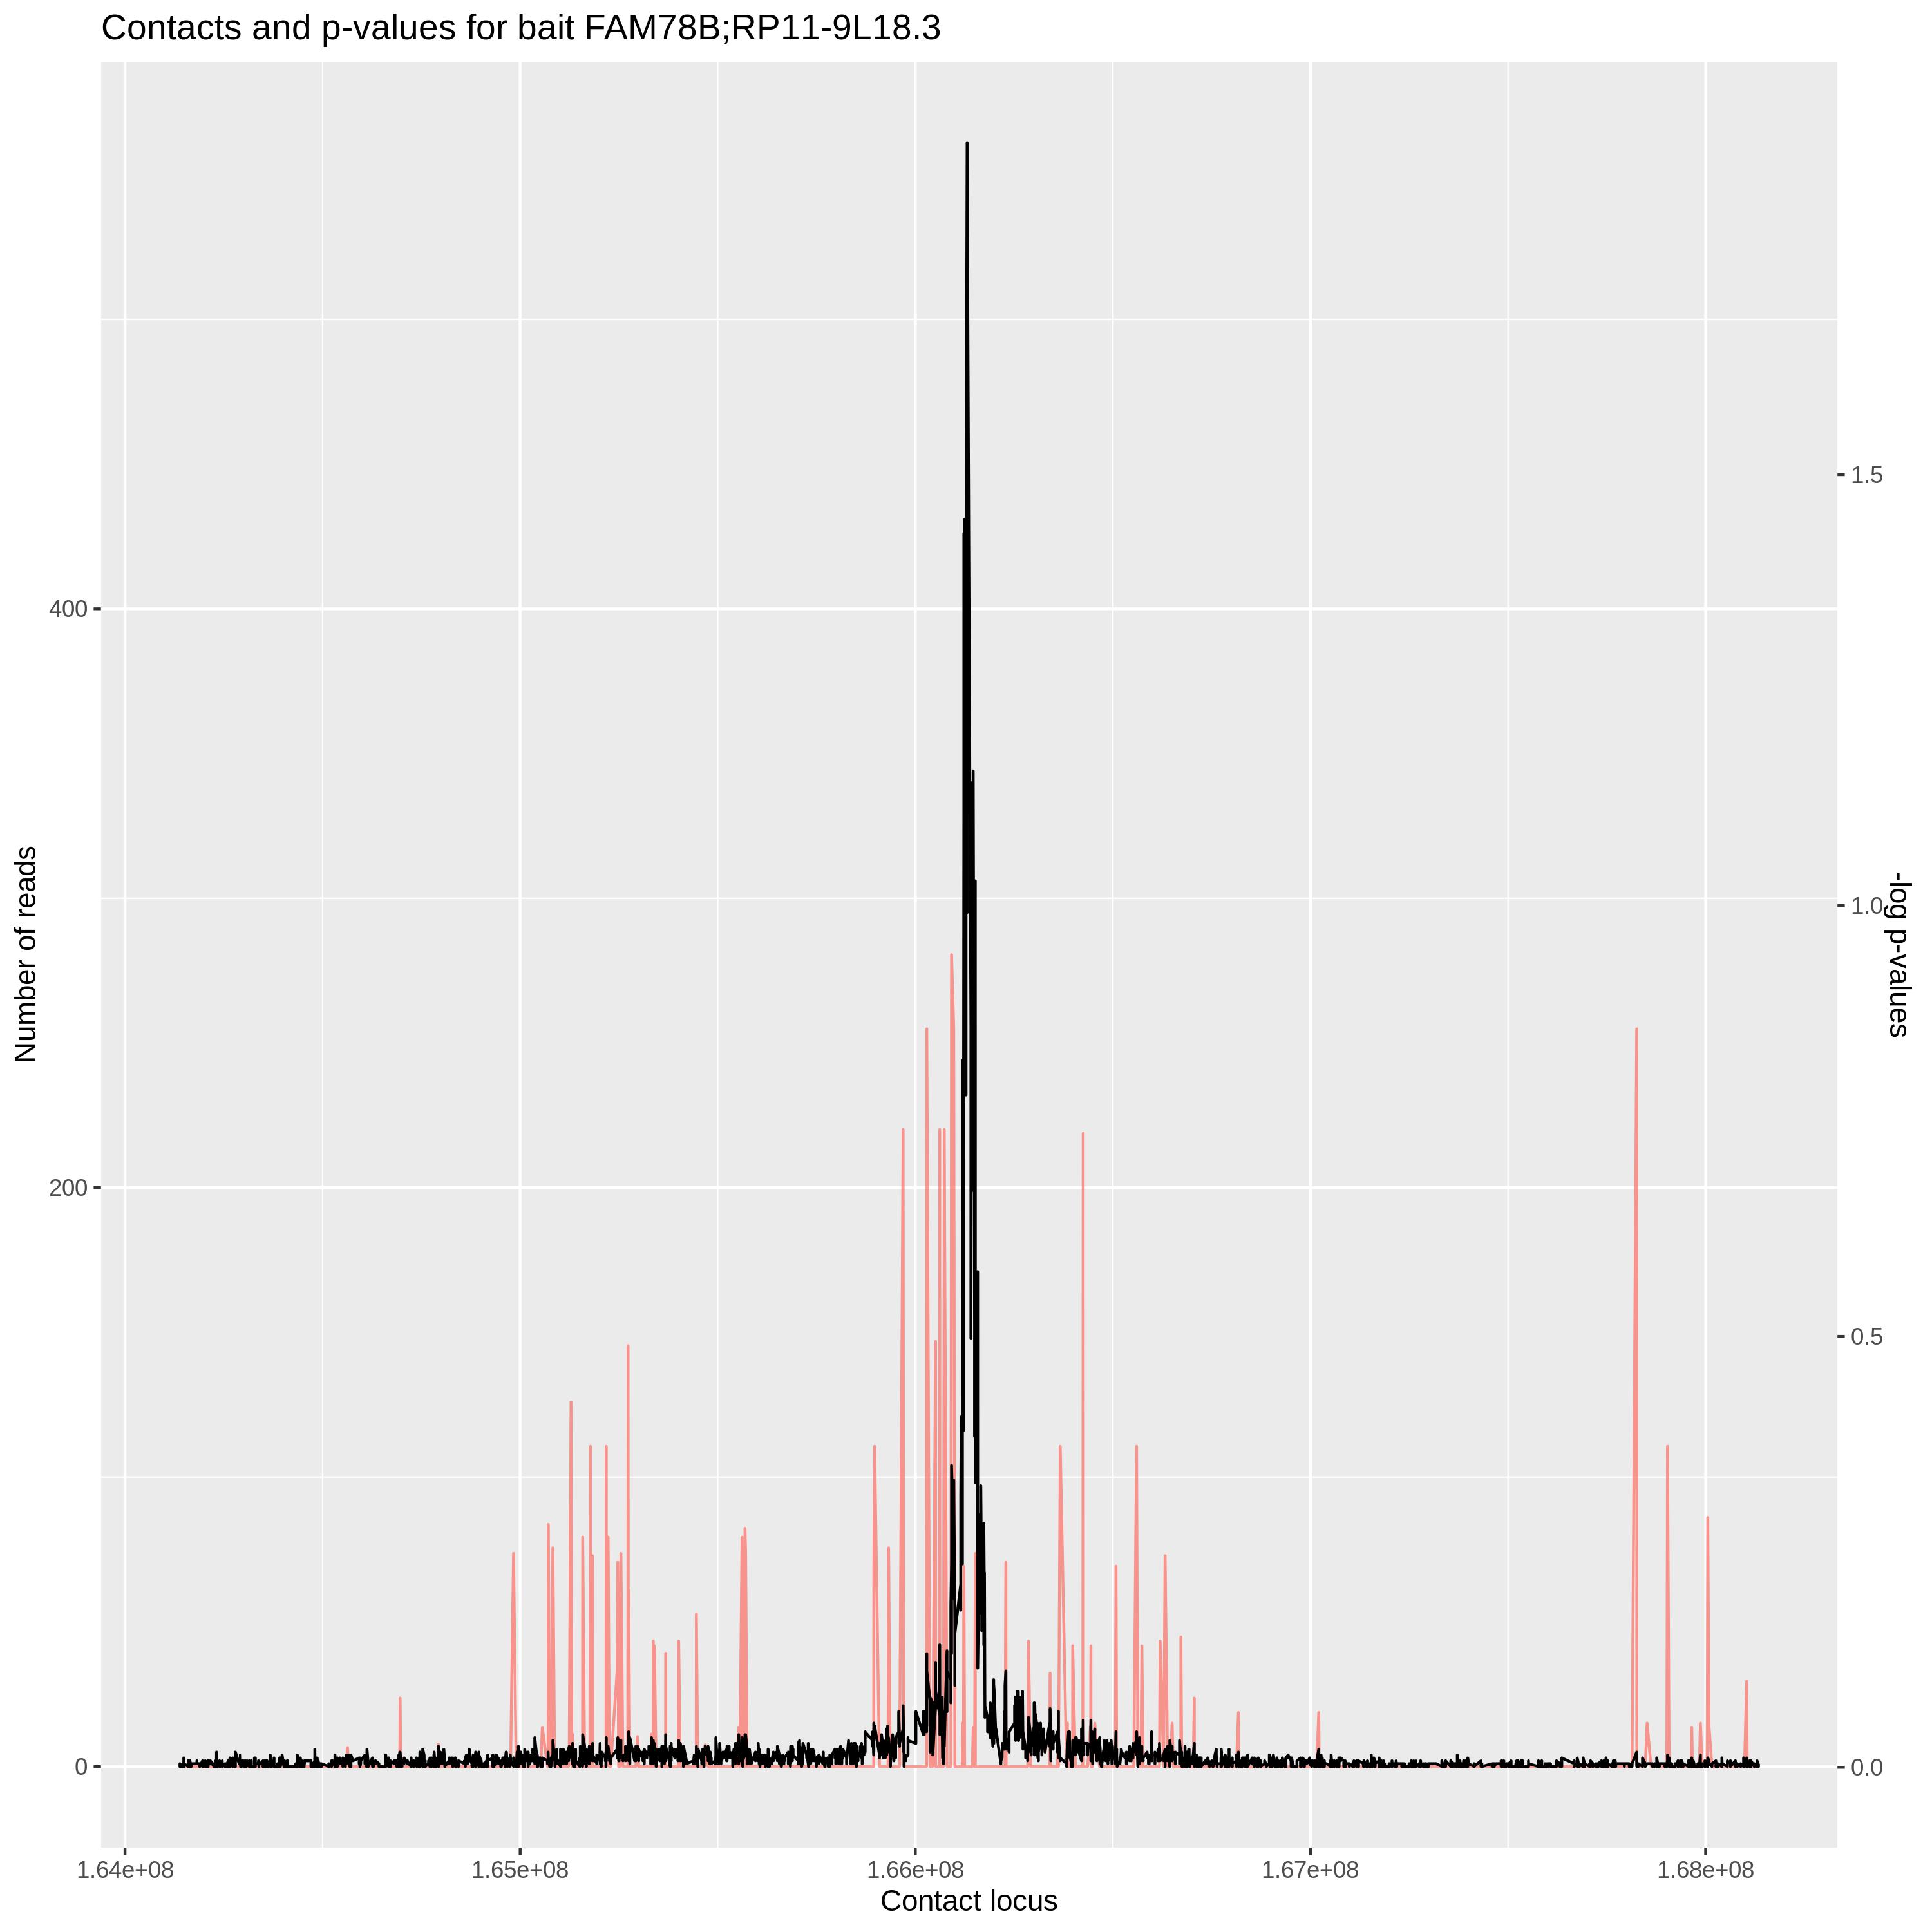 Contacts and p-values for bait FAM78B;RP11-9L18.3
Number of reads
400
200
0
1.5
1.0
0.5
0.0
-log p-values
1.64e+08 1.65e+08 1.66e+08 1.67e+08 1.68e+08
Contact locus